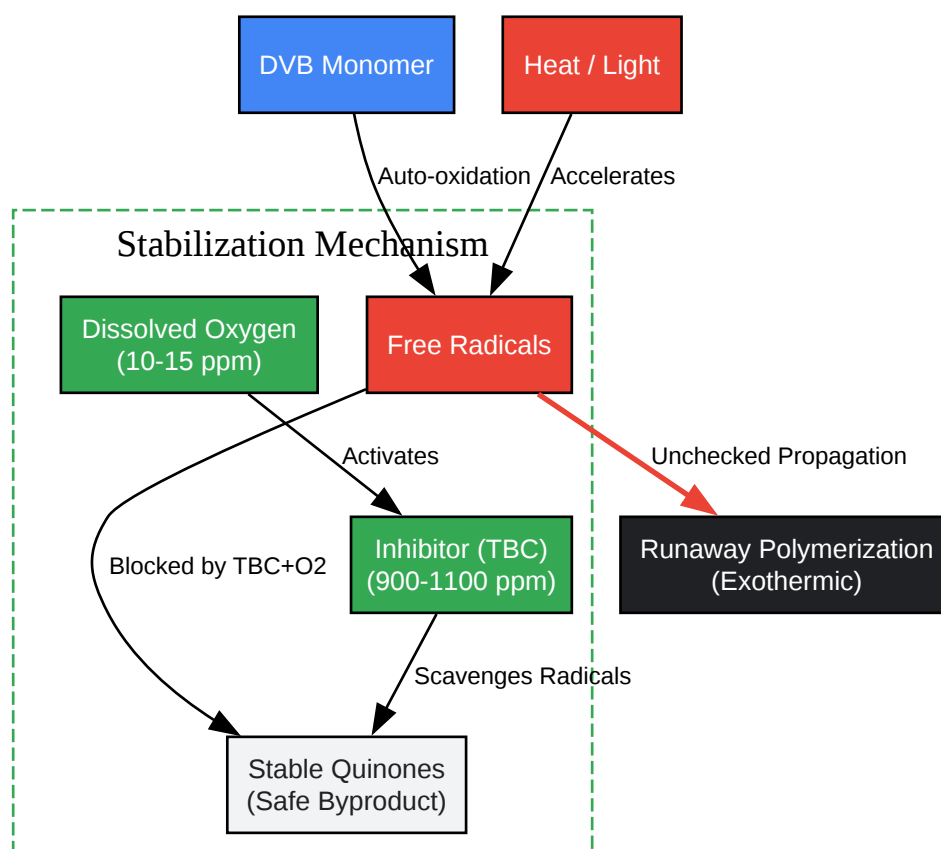 DVB Monomer
Heat / Light
Auto-oxidation
Accelerates
Stabilization Mechanism
Dissolved Oxygen
(10-15 ppm)
Free Radicals
Activates
Unchecked Propagation
Blocked by TBC+O2
Inhibitor (TBC)
(900-1100 ppm)
Runaway Polymerization
(Exothermic)
Scavenges Radicals
Stable Quinones
(Safe Byproduct)